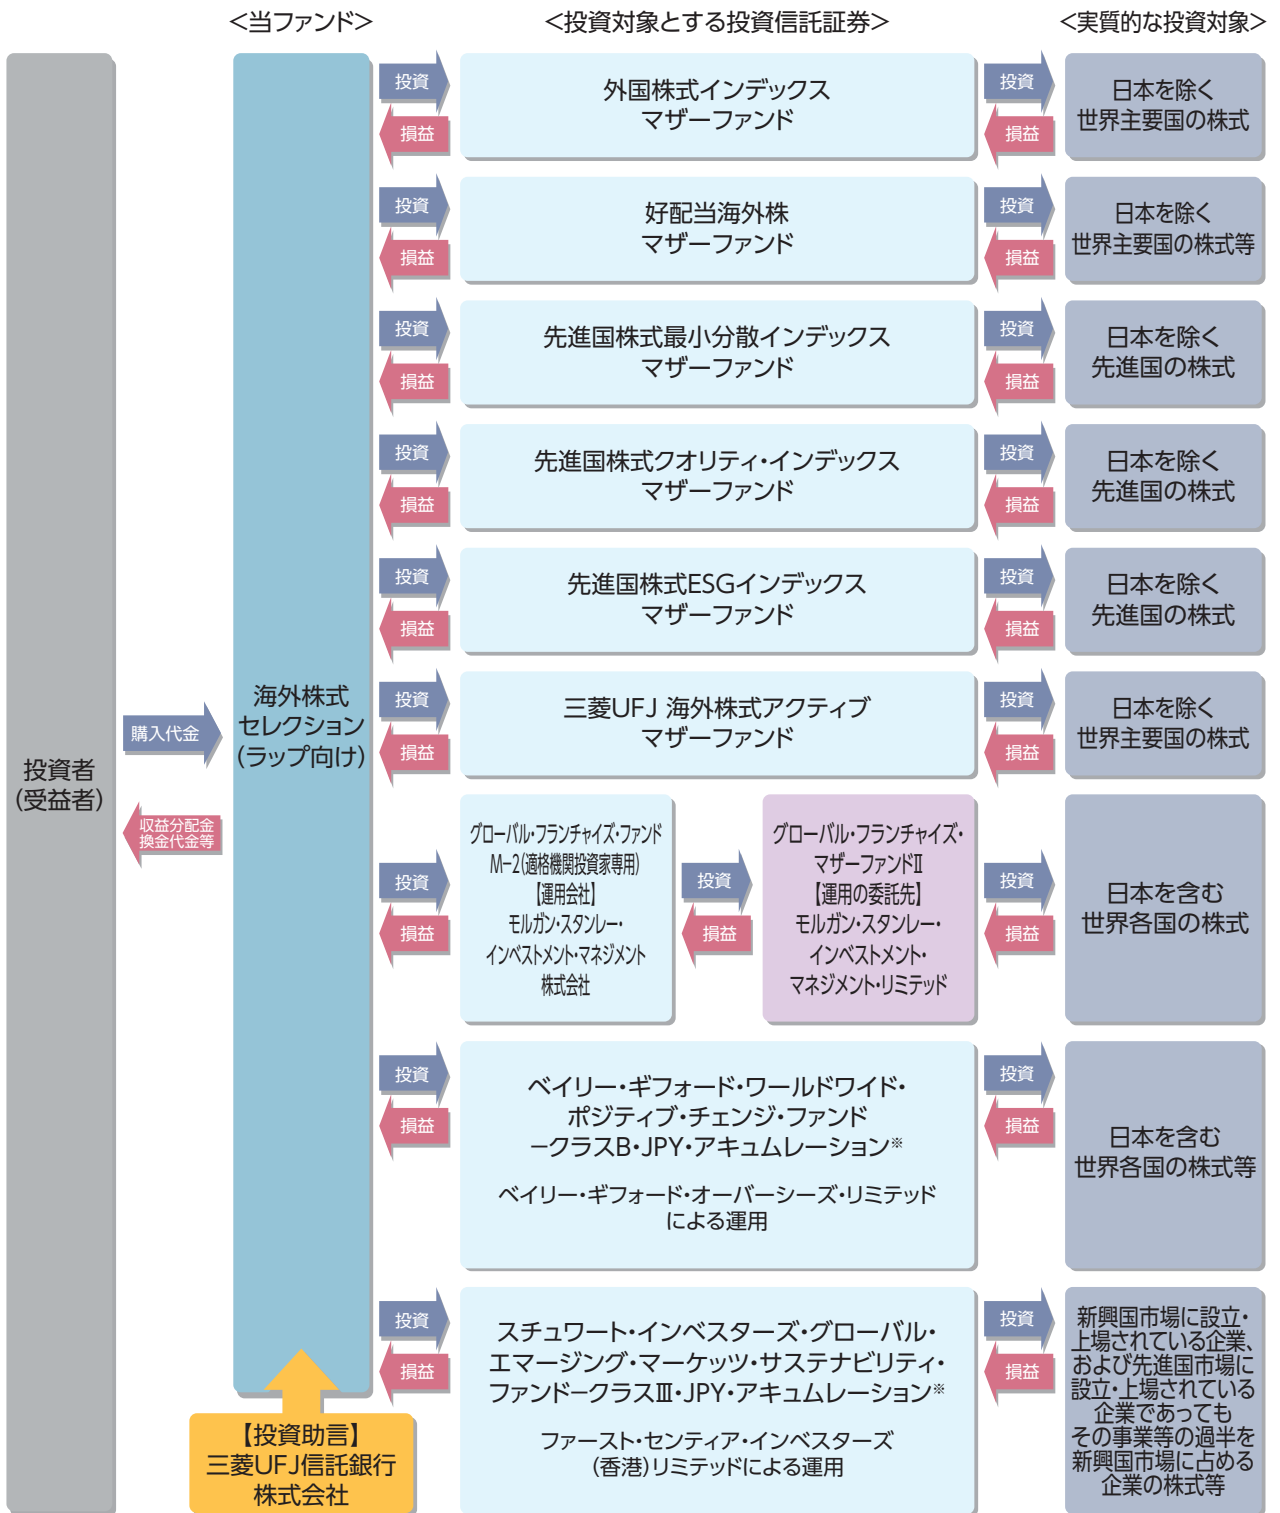 <当ファンド>
<投資対象とする投資信託証券>
<実質的な投資対象>
投資者
(受益者)
購入代金
収益分配金
換金代金等
海外株式
セレクション
(ラップ向け)
【投資助言】
三菱UFJ信託銀行
株式会社
投資
損益
外国株式インデックス
マザーファンド
投資
損益
日本を除く
世界主要国の株式
投資
損益
好配当海外株
マザーファンド
投資
損益
日本を除く
世界主要国の株式等
投資
損益
先進国株式最小分散インデックス
マザーファンド
投資
損益
日本を除く
先進国の株式
投資
損益
先進国株式クオリティ・インデックス
マザーファンド
投資
損益
日本を除く
先進国の株式
投資
損益
先進国株式ESGインデックス
マザーファンド
投資
損益
日本を除く
先進国の株式
投資
損益
三菱UFJ 海外株式アクティブ
マザーファンド
投資
損益
日本を除く
世界主要国の株式
投資
損益
グローバル・フランチャイズ・ファンド
M-2(適格機関投資家専用)
【運用会社】
モルガン・スタンレー・
インベストメント・マネジメント
株式会社
投資
損益
グローバル・フランチャイズ・
マザーファンドⅡ
【運用の委託先】
モルガン・スタンレー・
インベストメント・
マネジメント・リミテッド
投資
損益
日本を含む
世界各国の株式
投資
損益
ベイリー・ギフォード・ワールドワイド・
ポジティブ・チェンジ・ファンド
-クラスB・JPY・アキュムレーション※
ベイリー・ギフォード・オーバーシーズ・リミテッド
による運用
投資
損益
日本を含む
世界各国の株式等
投資
損益
スチュワート・インベスターズ・グローバル・
エマージング・マーケッツ・サステナビリティ・
ファンド-クラスⅢ・JPY・アキュムレーション※
ファースト・センティア・インベスターズ
(香港)リミテッドによる運用
投資
損益
新興国市場に設立・
上場されている企業、
および先進国市場に
設立・上場されている
企業であっても
その事業等の過半を
新興国市場に占める
企業の株式等